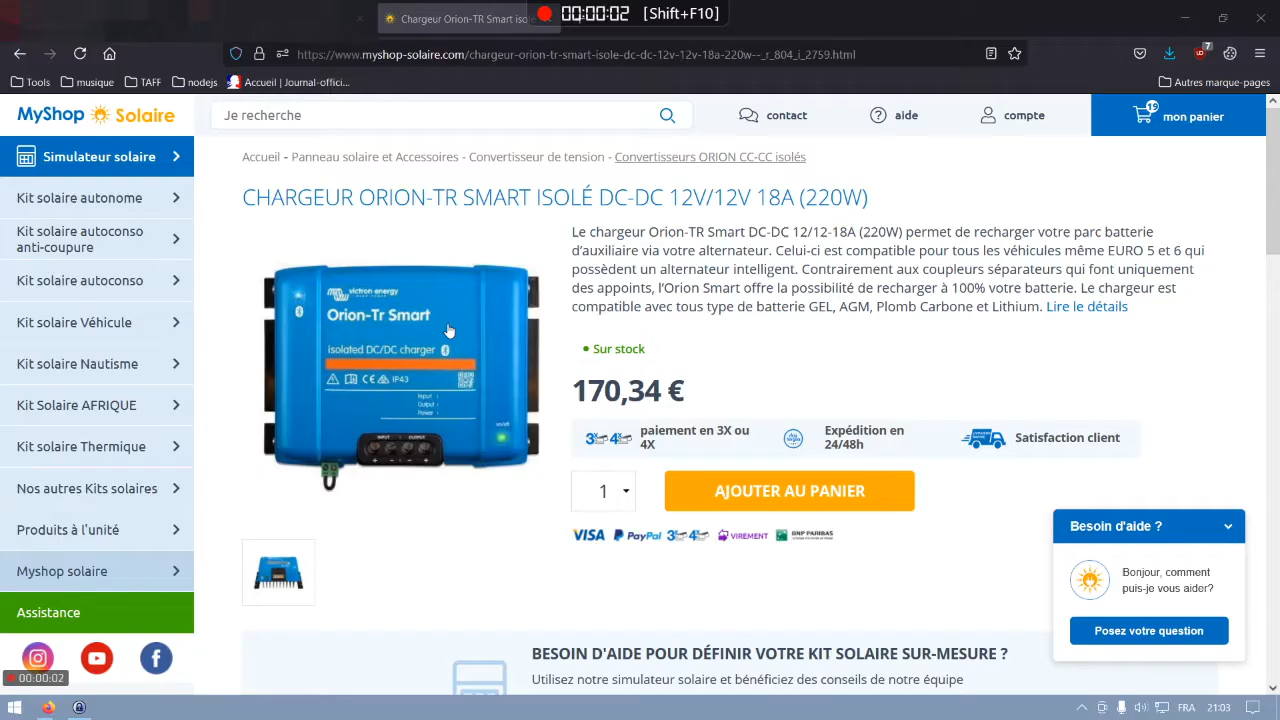 Chargeur Orion-TR Smart iso
00:00:02 [Shift+F10]
https://www.myshop-solaire.com/chargeur-orion-tr-smart-isole-dc-dc-12v-12v-18a-220w--_r_804_i_2759.html
7
Tools
musique
TAFF
nodejs
Accueil | Journal-offici...
Autres marque-pages
MyShop Solaire
Je recherche
contact
aide
compte
19
mon panier
Simulateur solaire
Kit solaire autonome
Kit solaire autoconso
anti-coupure
Kit solaire autoconso
Kit solaire Véhicule
Kit solaire Nautisme
Kit Solaire AFRIQUE
Kit solaire Thermique
Nos autres Kits solaires
Produits à l'unité
Myshop solaire
Assistance
00:00:02
Accueil - Panneau solaire et Accessoires - Convertisseur de tension - Convertisseurs ORION CC-CC isolés
CHARGEUR ORION-TR SMART ISOLÉ DC-DC 12V/12V 18A (220W)
victron energy
Orion-Tr Smart
isolated DC/DC charger
IP43
Input :
Output :
Power :
on/off
INPUT
OUTPUT
Le chargeur Orion-TR Smart DC-DC 12/12-18A (220W) permet de recharger votre parc batterie
d'auxiliaire via votre alternateur. Celui-ci est compatible pour tous les véhicules même EURO 5 et 6 qui
possèdent un alternateur intelligent. Contrairement aux coupleurs séparateurs qui font uniquement
des appoints, l'Orion Smart offre la possibilité de recharger à 100% votre batterie. Le chargeur est
compatible avec tous type de batterie GEL, AGM, Plomb Carbone et Lithium. Lire le détails
Sur stock
170,34 €
paiement en 3X ou
4X
Expédition en
24/48h
Satisfaction client
1
AJOUTER AU PANIER
VISA PayPal 3X 4X VIREMENT BNP PARIBAS
BESOIN D'AIDE POUR DÉFINIR VOTRE KIT SOLAIRE SUR-MESURE ?
Utilisez notre simulateur solaire et bénéficiez des conseils de notre équipe
Besoin d'aide ?
Bonjour, comment
puis-je vous aider?
Posez votre question
FRA
21:03